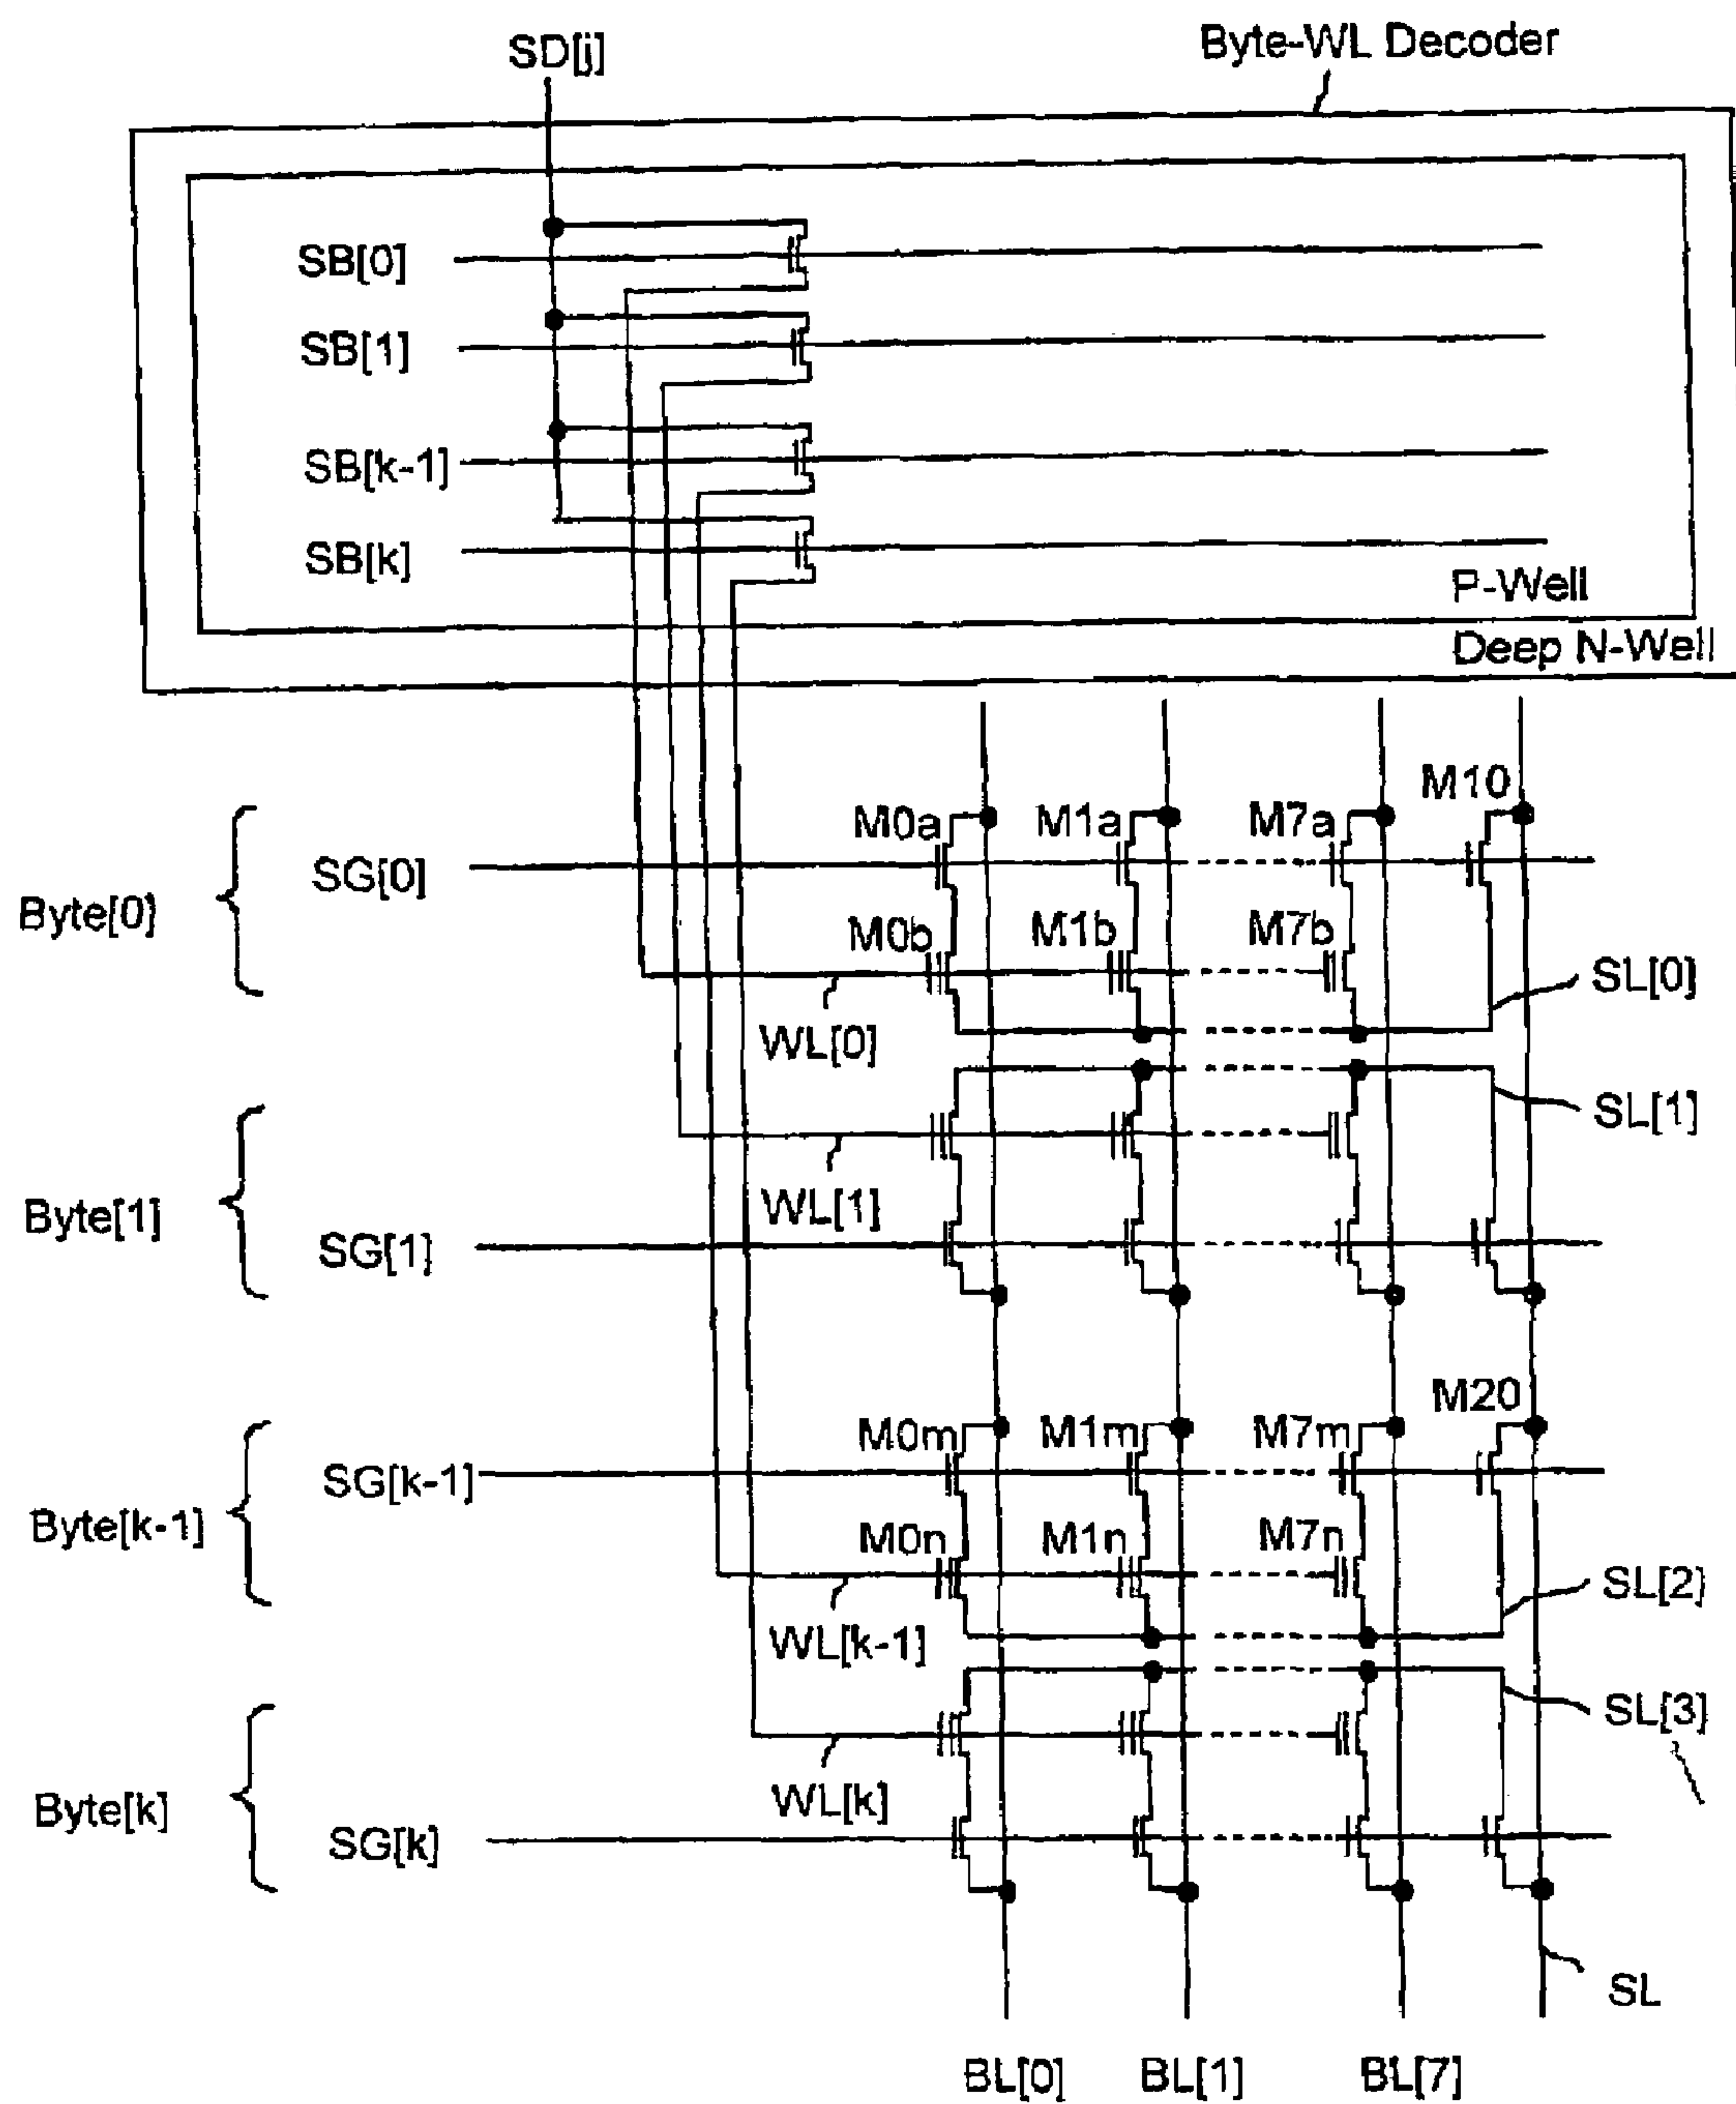 SD[j]
Byte-WL Decoder
SB[0]
SB[1]
SB[k-1]
SB[k]
P-Well
Deep N-Well
M10
M0a
M1a
M7a
SG[0]
Byte[0]
M0b
M1b
M7b
SL[0]
WL[0]
SL[1]
Byte[1]
WL[1]
SG[1]
M20
M0m
M1m
M7m
SG[k-1]
Byte[k-1]
M0n
M1n
M7n
SL[2]
WL[k-1]
SL[3]
WL[k]
Byte[k]
SG[k]
SL
BL[0]
BL[1]
BL[7]